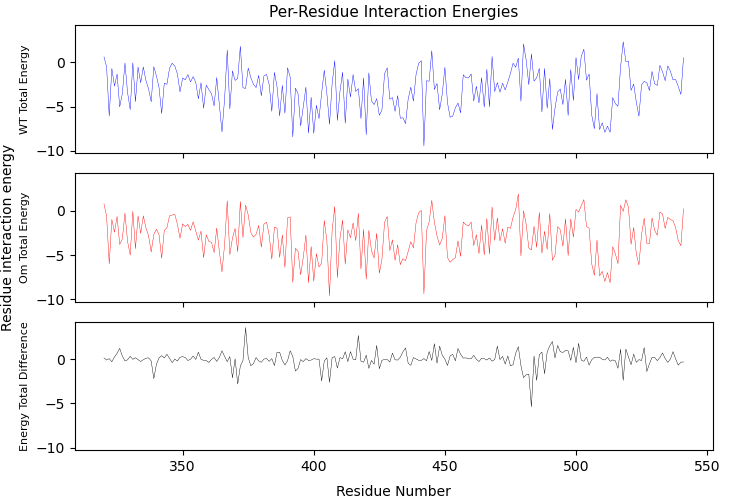 Per-Residue Interaction Energies
Residue interaction energy
WT Total Energy
0
−5
−10
Om Total Energy
0
−5
−10
Energy Total Difference
0
−5
−10
350
400
450
500
550
Residue Number